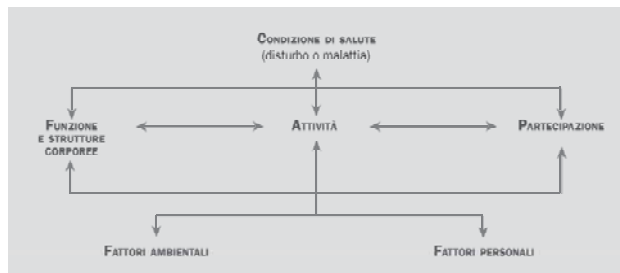 CONDIZIONE DI SALUTE
(disturbo o malattia)
FUNZIONE
E STRUTTURE
CORPOREE
ATTIVITÀ
PARTECIPAZIONE
FATTORI AMBIENTALI
FATTORI PERSONALI